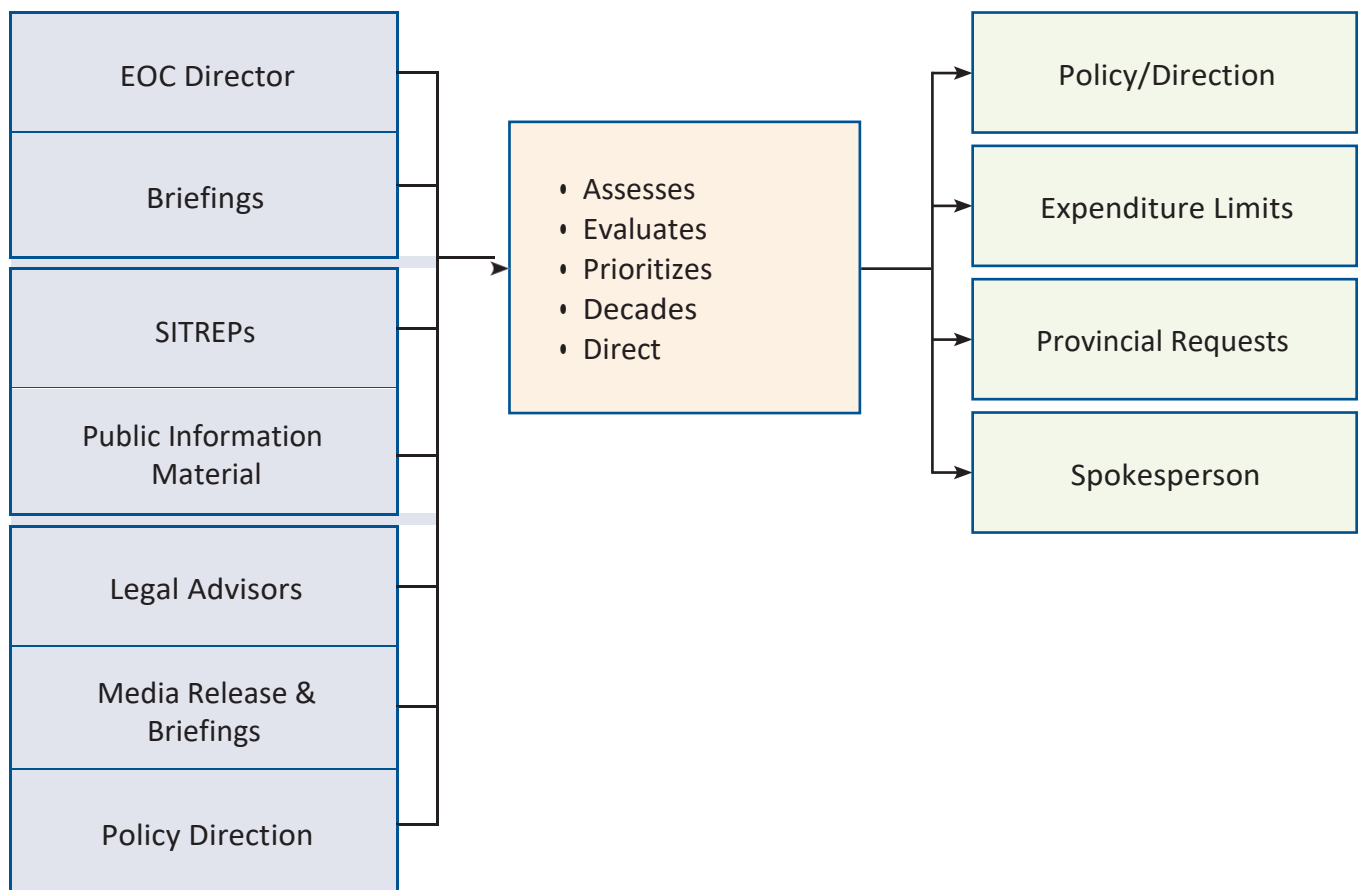 EOC Director
Briefings
SITREPs
Public Information
Material
Legal Advisors
Media Release &
Briefings
Policy Direction
• Assesses
• Evaluates
• Prioritizes
• Decades
• Direct
Policy/Direction
Expenditure Limits
Provincial Requests
Spokesperson